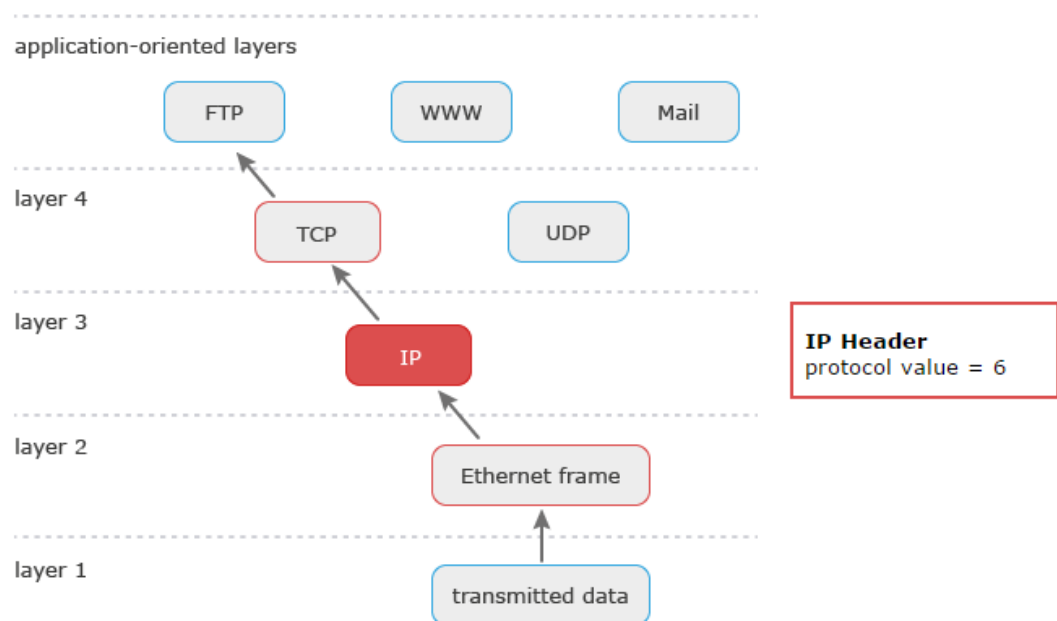 application-oriented layers
FTP
WWW
Mail
layer 4
TCP
UDP
layer 3
IP
IP Header
protocol value = 6
layer 2
Ethernet frame
layer 1
transmitted data